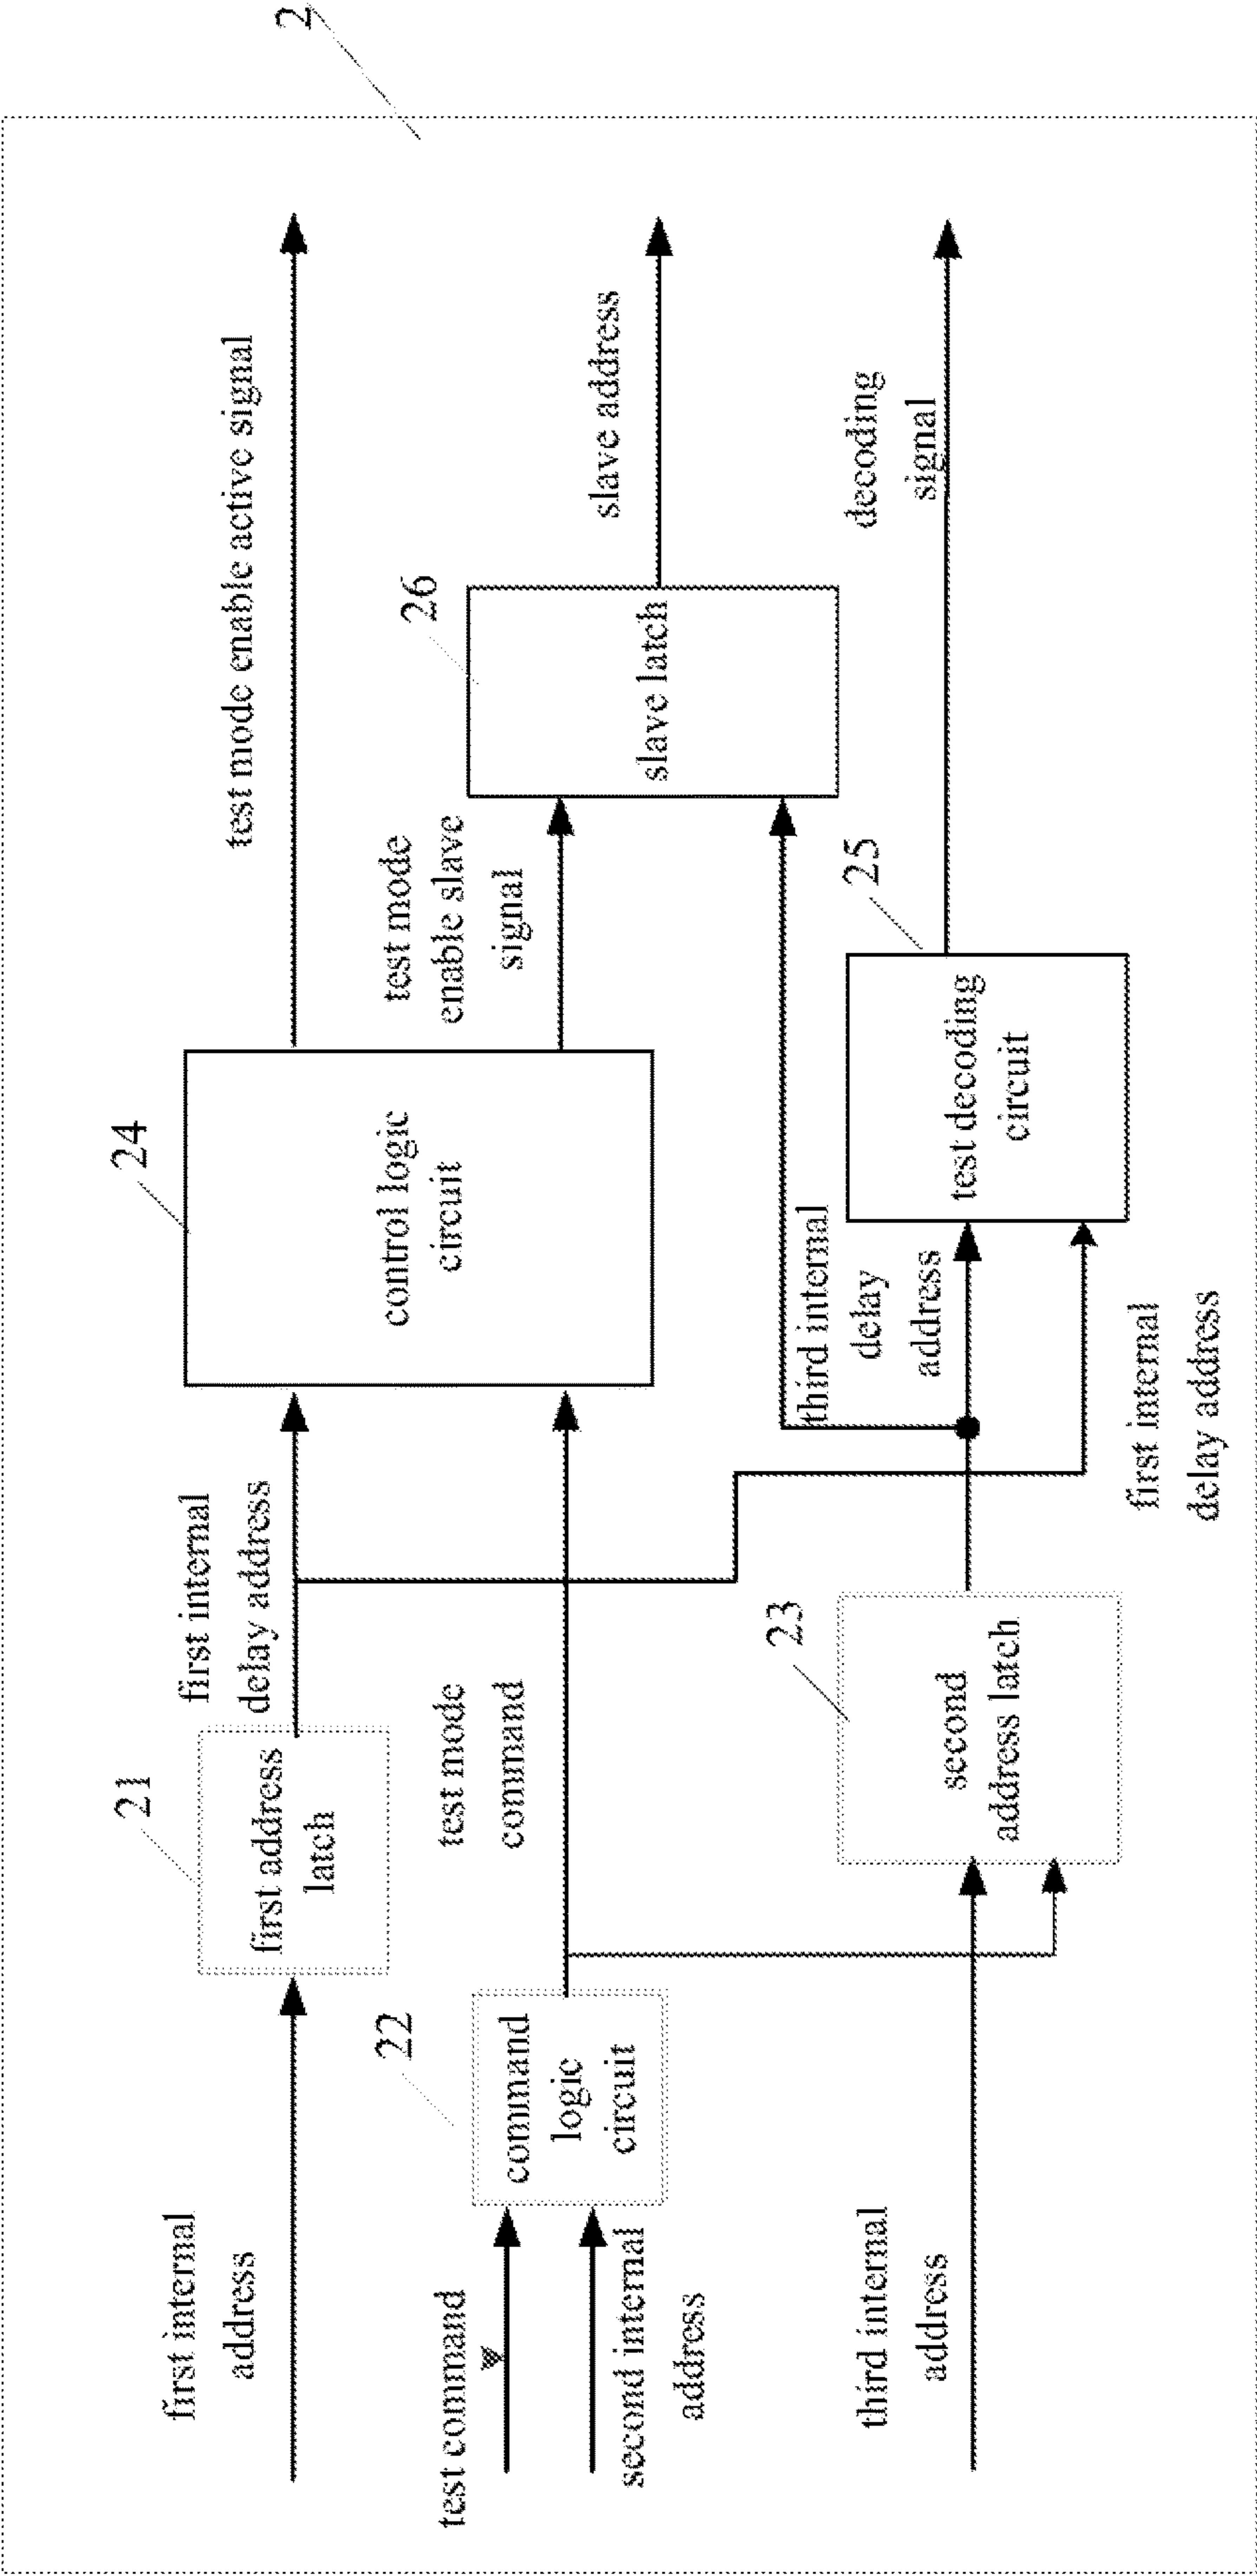 2
test mode enable active signal
24
control logic
circuit
first internal
delay address
21
first address
latch
first internal
address
slave address
26
slave latch
test mode
enable slave
signal
test mode
command
22
command
logic
circuit
test command
second internal
address
decoding
signal
25
test decoding
circuit
third internal
delay
address
first internal
delay address
23
second
address latch
third internal
address